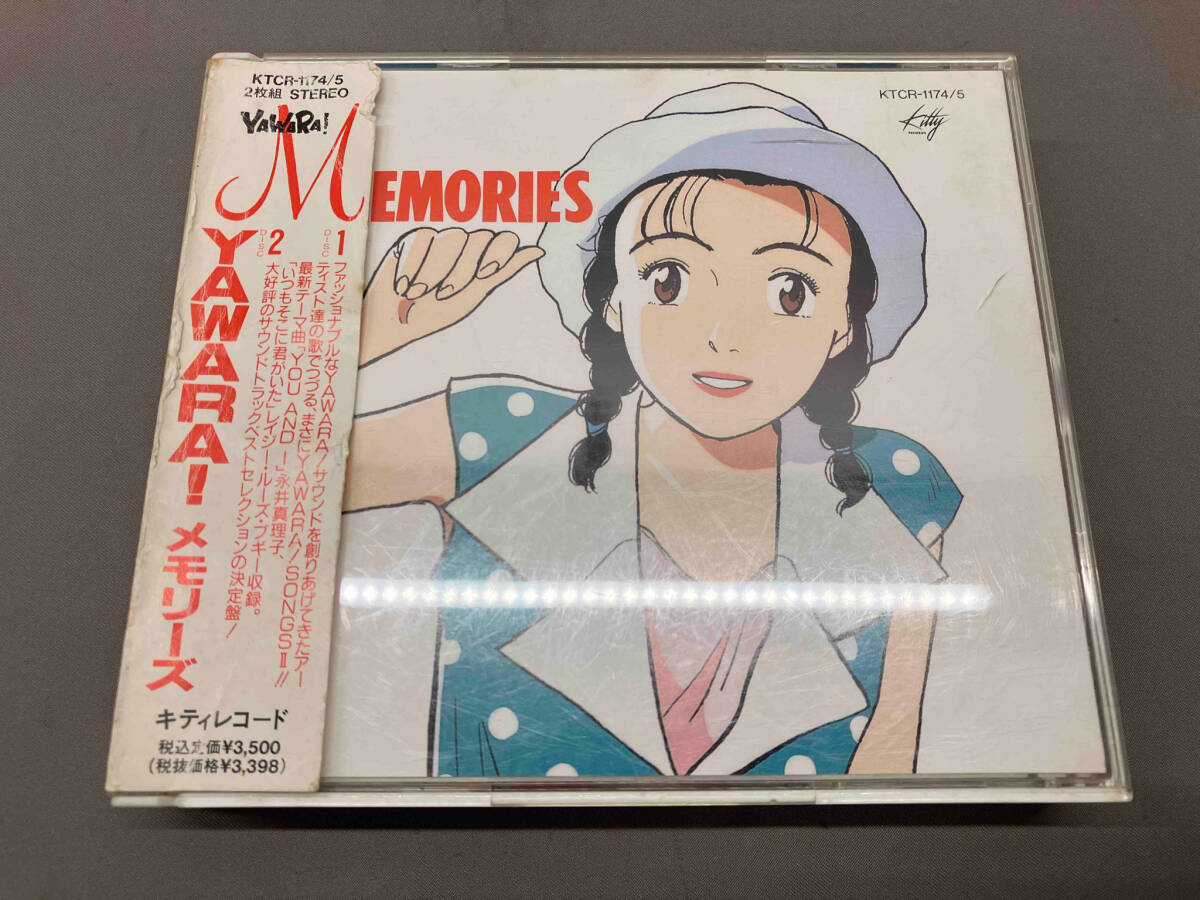 KTCR-1174/5
2枚組 STEREO
YAWARA!
MEMORIES
DISC 1
ファッショナブルなYAWARA!サウンドを創りあげてきたアー
ティスト達の歌でつづる、まさにYAWARA!SONGSⅡ!!
最新テーマ曲「YOU AND I」永井真理子、
「いつもそこに君がいた」レイジー・ルーズ・ブギー収録。
DISC 2
大好評のサウンドトラックベストセレクションの決定盤!
YAWARA! メモリーズ
キティレコード
税込定価¥3,500
(税抜価格¥3,398)
KTCR-1174/5
Kitty
RECORDS